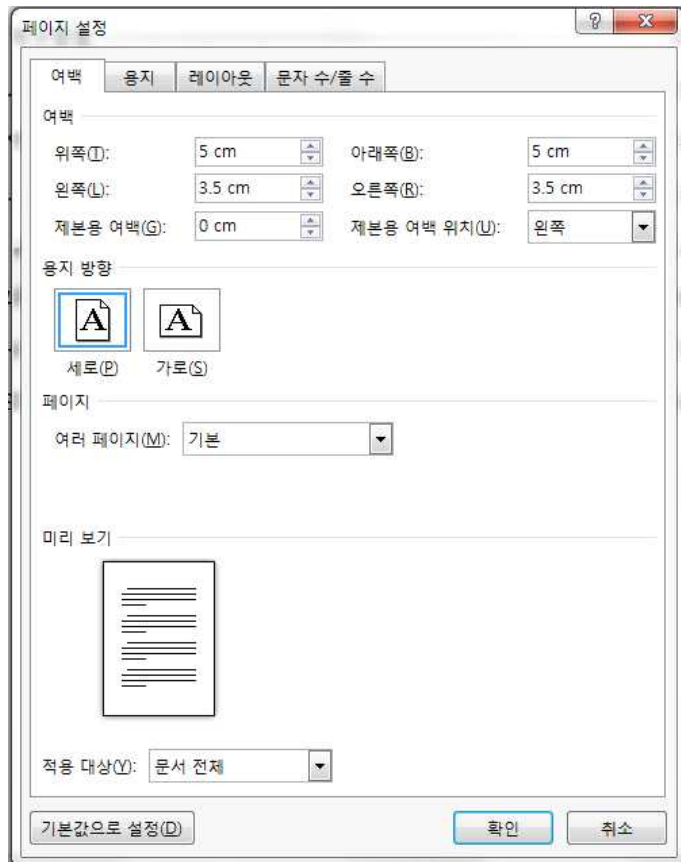 페이지 설정
여백 용지 레이아웃 문자 수/줄 수
여백
위쪽(T): 5 cm 아래쪽(B): 5 cm
왼쪽(L): 3.5 cm 오른쪽(R): 3.5 cm
제본용 여백(G): 0 cm 제본용 여백 위치(U): 왼쪽
용지 방향
A A
세로(P) 가로(S)
페이지
여러 페이지(M): 기본
미리 보기
적용 대상(Y): 문서 전체
기본값으로 설정(D) 확인 취소